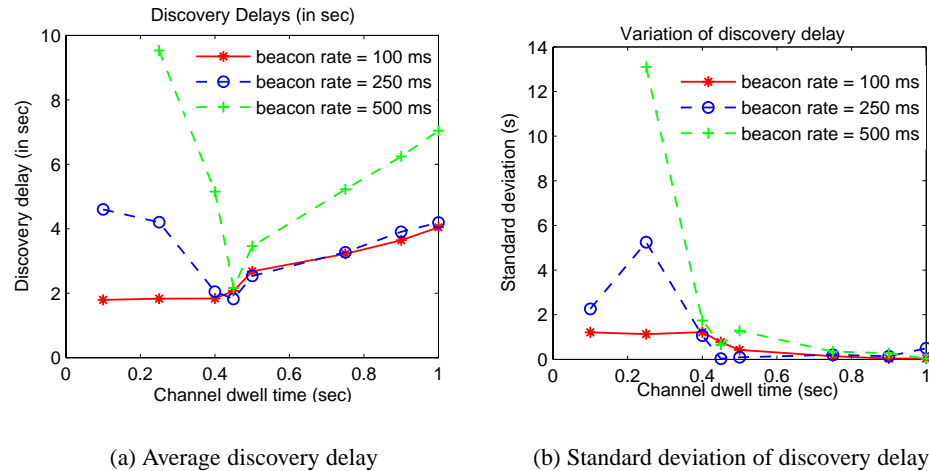 Discovery Delays (in sec)
10
8
6
4
2
0
0
0.2
0.4
0.6
0.8
1
Discovery delay (in sec)
Channel dwell time (sec)
beacon rate = 100 ms
beacon rate = 250 ms
beacon rate = 500 ms
(a) Average discovery delay
Variation of discovery delay
14
12
10
8
6
4
2
0
0
0.2
0.4
0.6
0.8
1
Standard deviation (s)
Channel dwell time (sec)
beacon rate = 100 ms
beacon rate = 250 ms
beacon rate = 500 ms
(b) Standard deviation of discovery delay